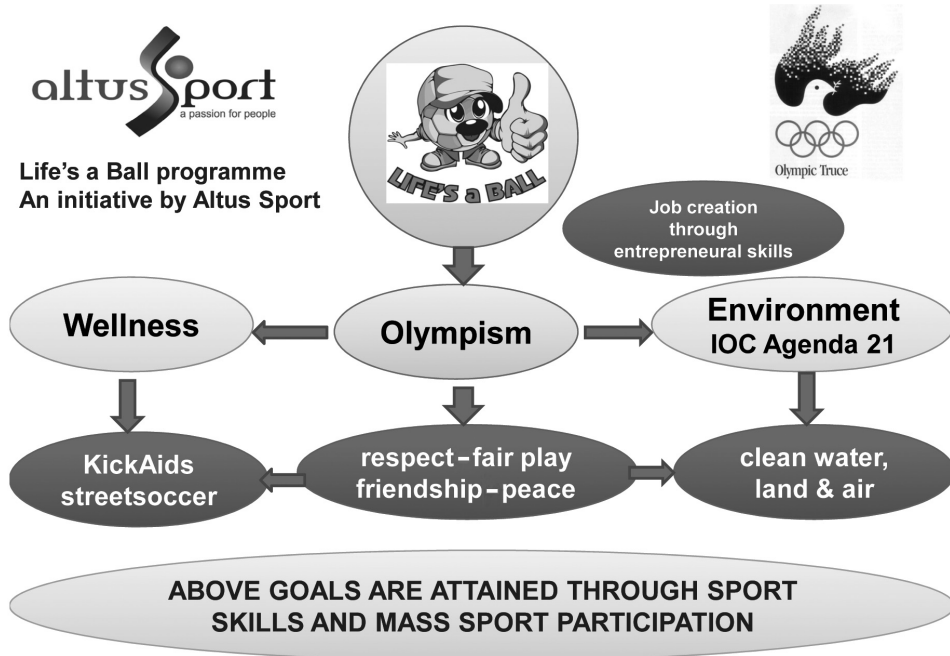 altus Sport
a passion for people
Life's a Ball programme
An initiative by Altus Sport
LIFE'S a BALL
Olympic Truce
Job creation
through
entrepreneural skills
Wellness
Olympism
Environment
IOC Agenda 21
KickAids
streetsoccer
respect–fair play
friendship–peace
clean water,
land & air
ABOVE GOALS ARE ATTAINED THROUGH SPORT
SKILLS AND MASS SPORT PARTICIPATION